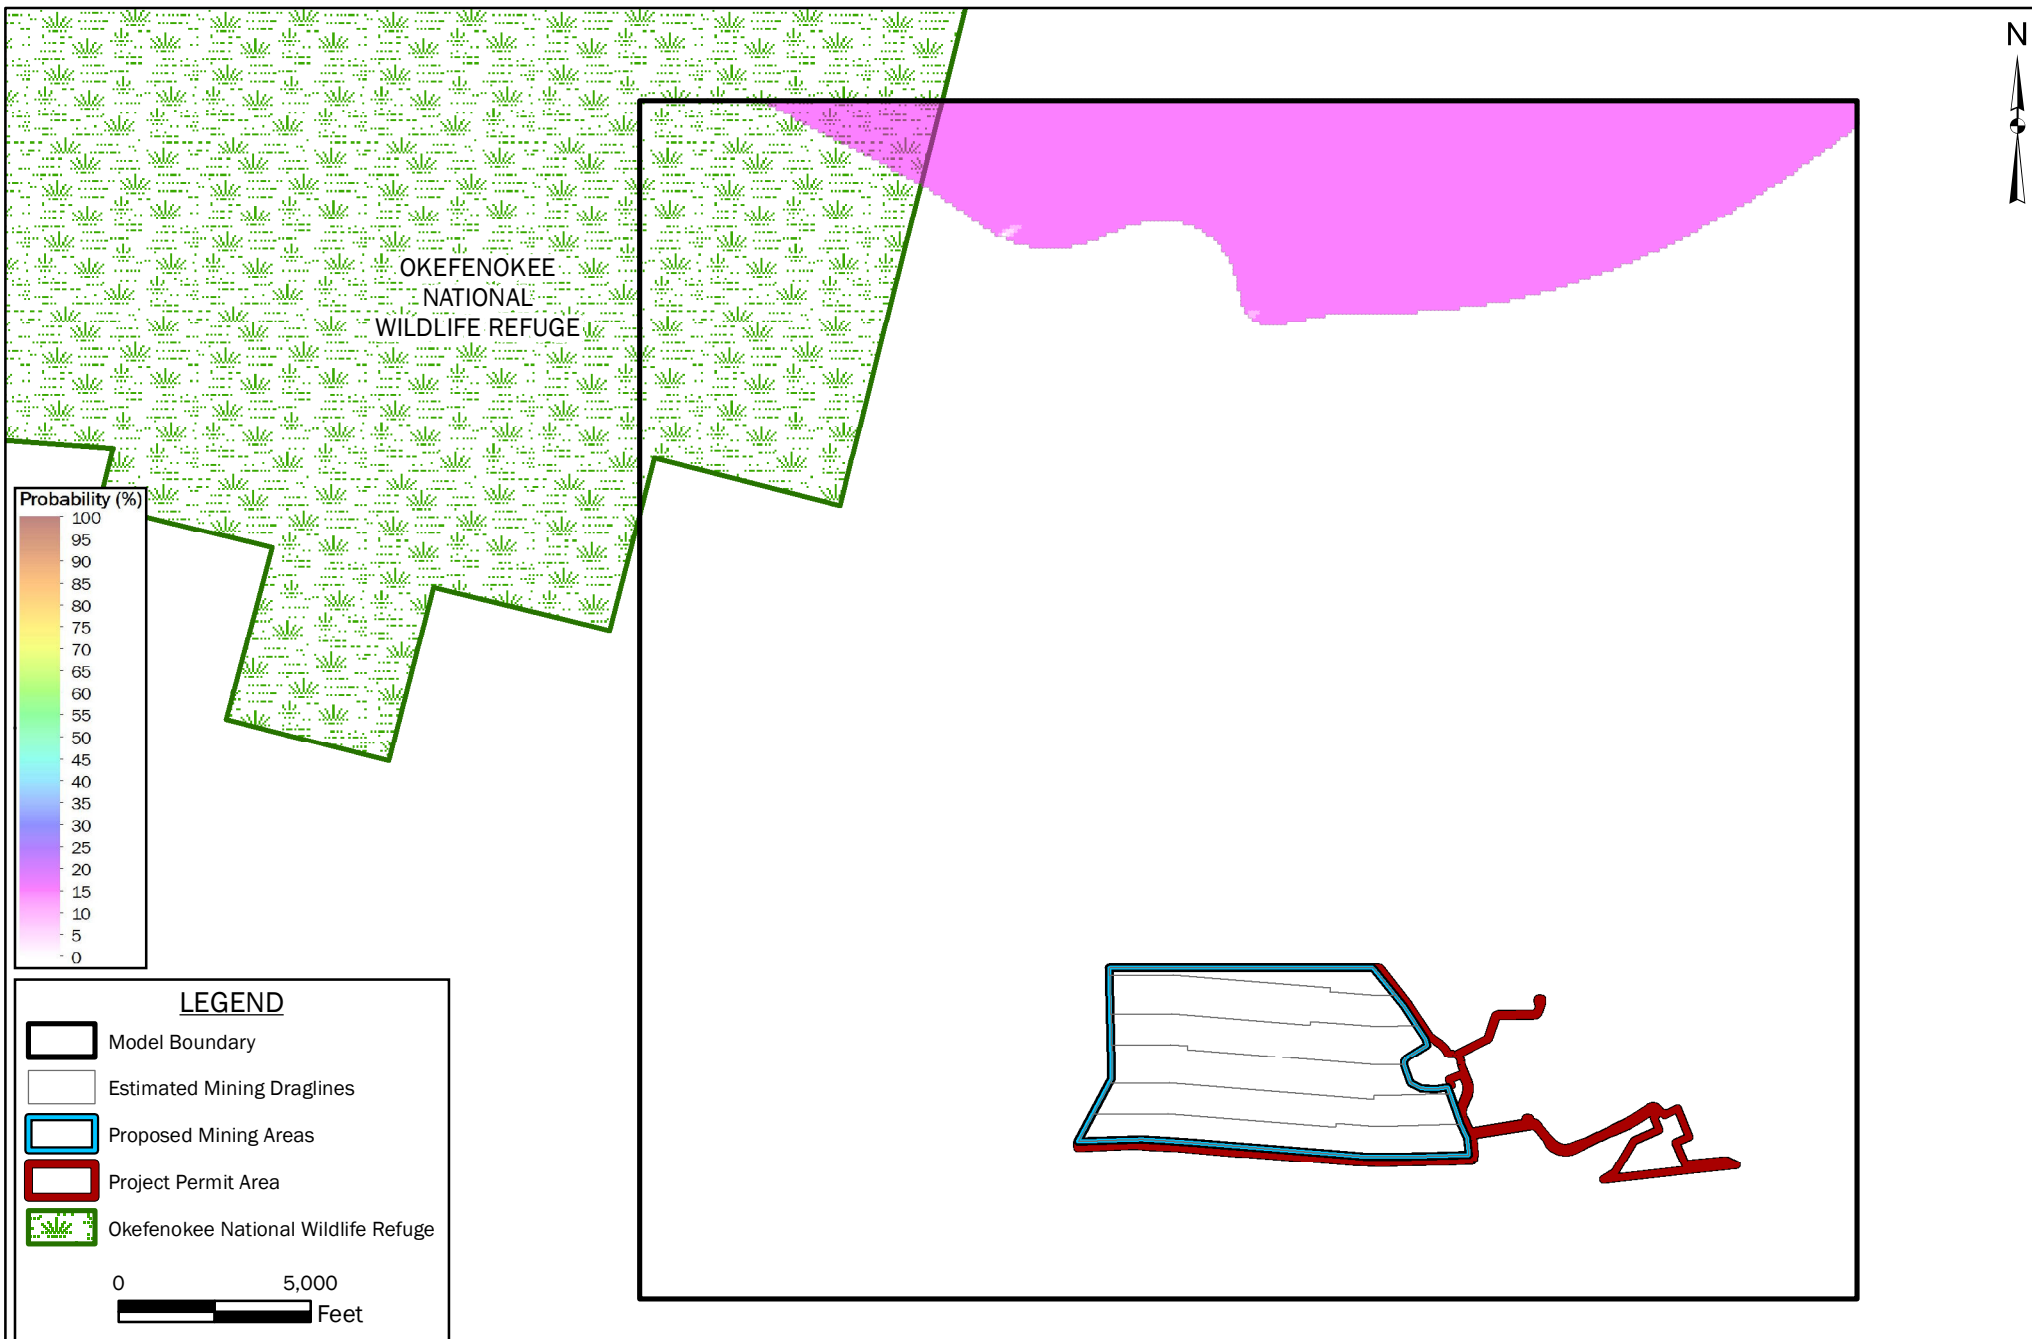 N
OKEFENOKEE
NATIONAL
WILDLIFE REFUGE
Probability (%)
100
95
90
85
80
75
70
65
60
55
50
45
40
35
30
25
20
15
10
5
0
LEGEND
Model Boundary
Estimated Mining Draglines
Proposed Mining Areas
Project Permit Area
Okefenokee National Wildlife Refuge
0 5,000
Feet